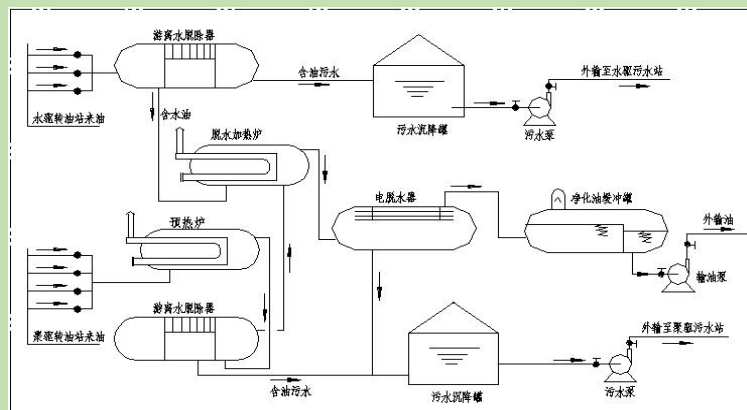 游离水脱除器
含油污水
外输至水驱污水站
水驱转油站来油
含水油
污水沉降罐
污水泵
脱水加热炉
电脱水器
净化油缓冲罐
外输油
预热炉
输油泵
游离水脱除器
外输至聚驱污水站
聚驱转油站来油
含油污水
污水沉降罐
污水泵